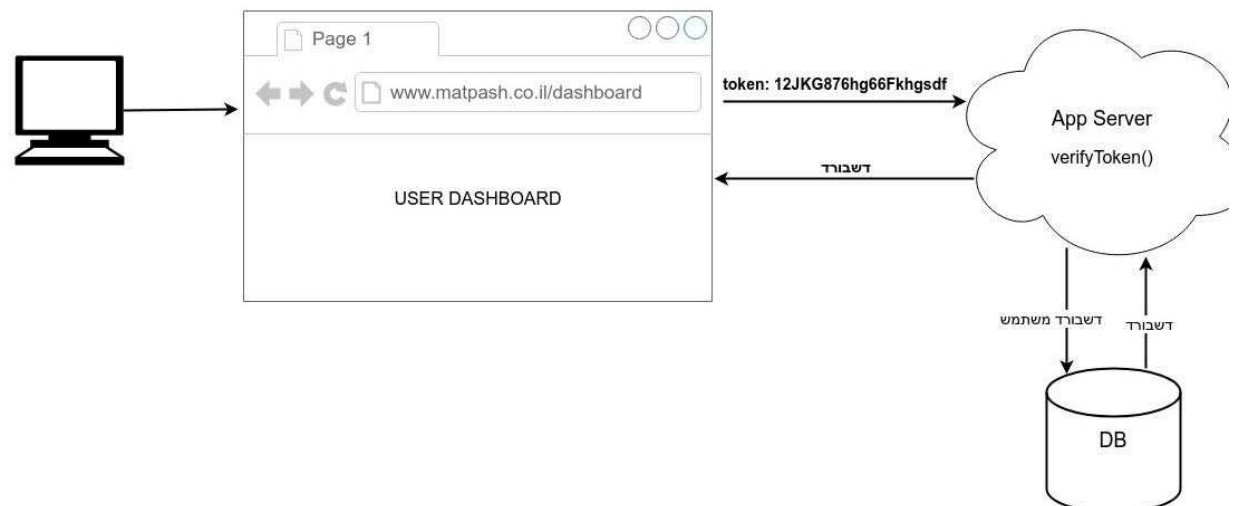 Page 1
www.matpash.co.il/dashboard
USER DASHBOARD
token: 12JKG876hg66Fkhgsdf
דשבורד
App Server
verifyToken()
דשבורד משתמש
דשבורד
DB